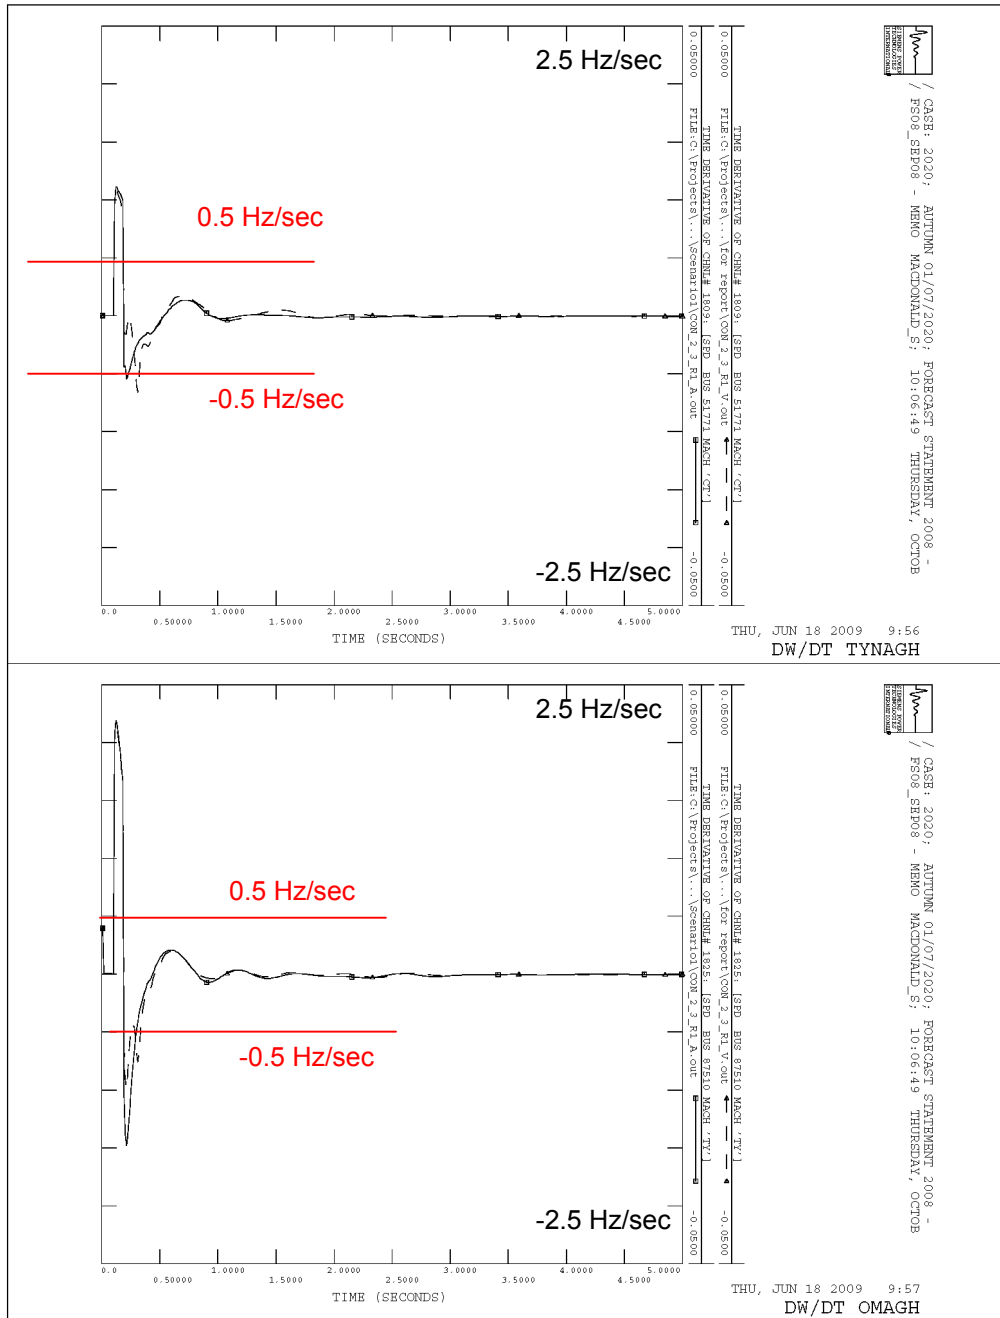 2.5 Hz/sec
0.5 Hz/sec
-0.5 Hz/sec
-2.5 Hz/sec
0.0
0.50000
1.0000
1.5000
2.0000
2.5000
3.0000
3.5000
4.0000
4.5000
5.0000
TIME (SECONDS)
0.05000
FILE:C:\Projects\...\Scenario1\CON_2_3_R1_A.out
-0.0500
TIME DERIVATIVE OF CHNL# 1809: [SPD BUS 51771 MACH 'CT']
0.05000
FILE:C:\Projects\...\for report\CON_2_3_R1_V.out
-0.0500
TIME DERIVATIVE OF CHNL# 1809: [SPD BUS 51771 MACH 'CT']
SIEMENS POWER
TECHNOLOGIES
INTERNATIONAL
/ CASE: 2020; AUTUMN 01/07/2020; FORECAST STATEMENT 2008 -
/ FS08_SEP08 - MEMO MACDONALD_S; 10:06:49 THURSDAY, OCTOB
THU, JUN 18 2009 9:56
DW/DT TYNAGH
2.5 Hz/sec
0.5 Hz/sec
-0.5 Hz/sec
-2.5 Hz/sec
0.0
0.50000
1.0000
1.5000
2.0000
2.5000
3.0000
3.5000
4.0000
4.5000
5.0000
TIME (SECONDS)
0.05000
FILE:C:\Projects\...\Scenario1\CON_2_3_R1_A.out
-0.0500
TIME DERIVATIVE OF CHNL# 1825: [SPD BUS 87510 MACH 'TY']
0.05000
FILE:C:\Projects\...\for report\CON_2_3_R1_V.out
-0.0500
TIME DERIVATIVE OF CHNL# 1825: [SPD BUS 87510 MACH 'TY']
SIEMENS POWER
TECHNOLOGIES
INTERNATIONAL
/ CASE: 2020; AUTUMN 01/07/2020; FORECAST STATEMENT 2008 -
/ FS08_SEP08 - MEMO MACDONALD_S; 10:06:49 THURSDAY, OCTOB
THU, JUN 18 2009 9:57
DW/DT OMAGH